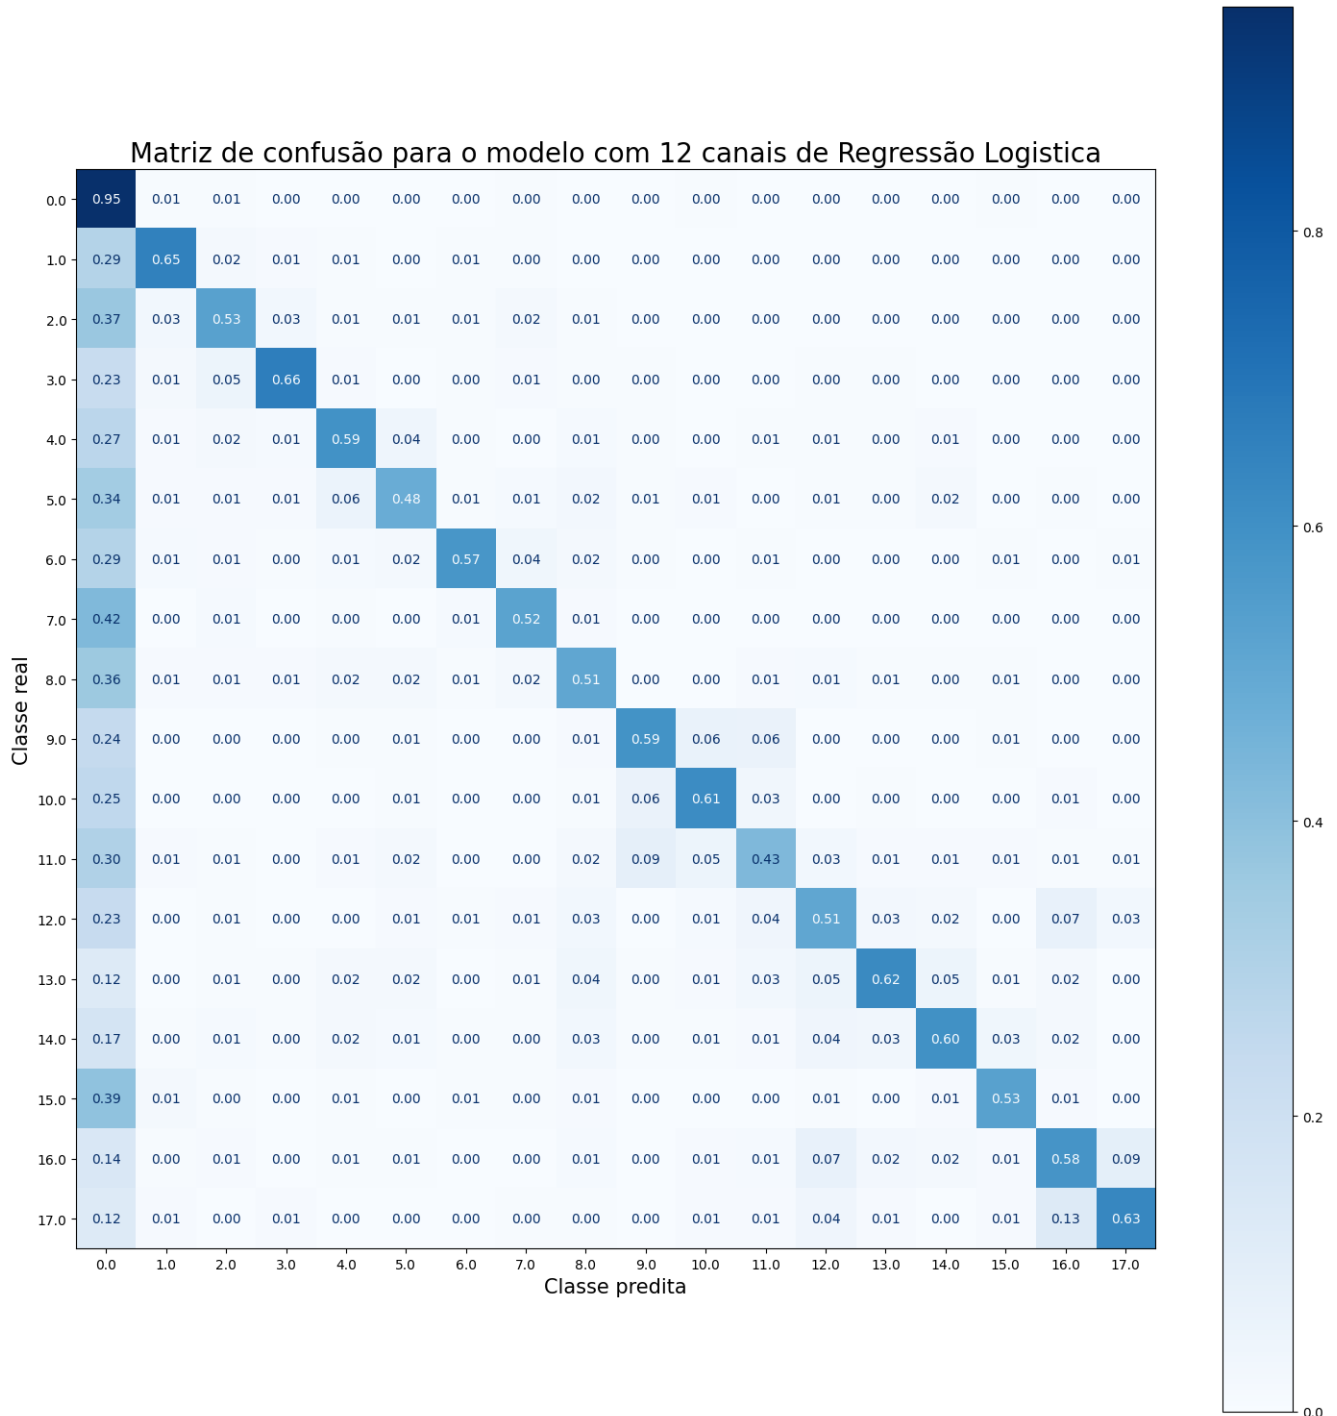 Matriz de confusão para o modelo com 12 canais de Regressão Logistica
0.0 0.95 0.01 0.01 0.00 0.00 0.00 0.00 0.00 0.00 0.00 0.00 0.00 0.00 0.00 0.00 0.00 0.00 0.00
0.8
1.0 0.29 0.65 0.02 0.01 0.01 0.00 0.01 0.00 0.00 0.00 0.00 0.00 0.00 0.00 0.00 0.00 0.00 0.00
2.0 0.37 0.03 0.53 0.03 0.01 0.01 0.01 0.02 0.01 0.00 0.00 0.00 0.00 0.00 0.00 0.00 0.00 0.00
3.0 0.23 0.01 0.05 0.66 0.01 0.00 0.00 0.01 0.00 0.00 0.00 0.00 0.00 0.00 0.00 0.00 0.00 0.00
4.0 0.27 0.01 0.02 0.01 0.59 0.04 0.00 0.00 0.01 0.00 0.00 0.01 0.01 0.00 0.01 0.00 0.00 0.00
5.0 0.34 0.01 0.01 0.01 0.06 0.48 0.01 0.01 0.02 0.01 0.01 0.00 0.01 0.00 0.02 0.00 0.00 0.00
0.6
6.0 0.29 0.01 0.01 0.00 0.01 0.02 0.57 0.04 0.02 0.00 0.00 0.01 0.00 0.00 0.00 0.01 0.00 0.01
7.0 0.42 0.00 0.01 0.00 0.00 0.00 0.01 0.52 0.01 0.00 0.00 0.00 0.00 0.00 0.00 0.00 0.00 0.00
Classe real
8.0 0.36 0.01 0.01 0.01 0.02 0.02 0.01 0.02 0.51 0.00 0.00 0.01 0.01 0.01 0.00 0.01 0.00 0.00
9.0 0.24 0.00 0.00 0.00 0.00 0.01 0.00 0.00 0.01 0.59 0.06 0.06 0.00 0.00 0.00 0.01 0.00 0.00
10.0 0.25 0.00 0.00 0.00 0.00 0.01 0.00 0.00 0.01 0.06 0.61 0.03 0.00 0.00 0.00 0.00 0.01 0.00
0.4
11.0 0.30 0.01 0.01 0.00 0.01 0.02 0.00 0.00 0.02 0.09 0.05 0.43 0.03 0.01 0.01 0.01 0.01 0.01
12.0 0.23 0.00 0.01 0.00 0.00 0.01 0.01 0.01 0.03 0.00 0.01 0.04 0.51 0.03 0.02 0.00 0.07 0.03
13.0 0.12 0.00 0.01 0.00 0.02 0.02 0.00 0.01 0.04 0.00 0.01 0.03 0.05 0.62 0.05 0.01 0.02 0.00
14.0 0.17 0.00 0.01 0.00 0.02 0.01 0.00 0.00 0.03 0.00 0.01 0.01 0.04 0.03 0.60 0.03 0.02 0.00
15.0 0.39 0.01 0.00 0.00 0.01 0.00 0.01 0.00 0.01 0.00 0.00 0.00 0.01 0.00 0.01 0.53 0.01 0.00
0.2
16.0 0.14 0.00 0.01 0.00 0.01 0.01 0.00 0.00 0.01 0.00 0.01 0.01 0.07 0.02 0.02 0.01 0.58 0.09
17.0 0.12 0.01 0.00 0.01 0.00 0.00 0.00 0.00 0.00 0.00 0.01 0.01 0.04 0.01 0.00 0.01 0.13 0.63
0.0 1.0 2.0 3.0 4.0 5.0 6.0 7.0 8.0 9.0 10.0 11.0 12.0 13.0 14.0 15.0 16.0 17.0
Classe predita
0.0